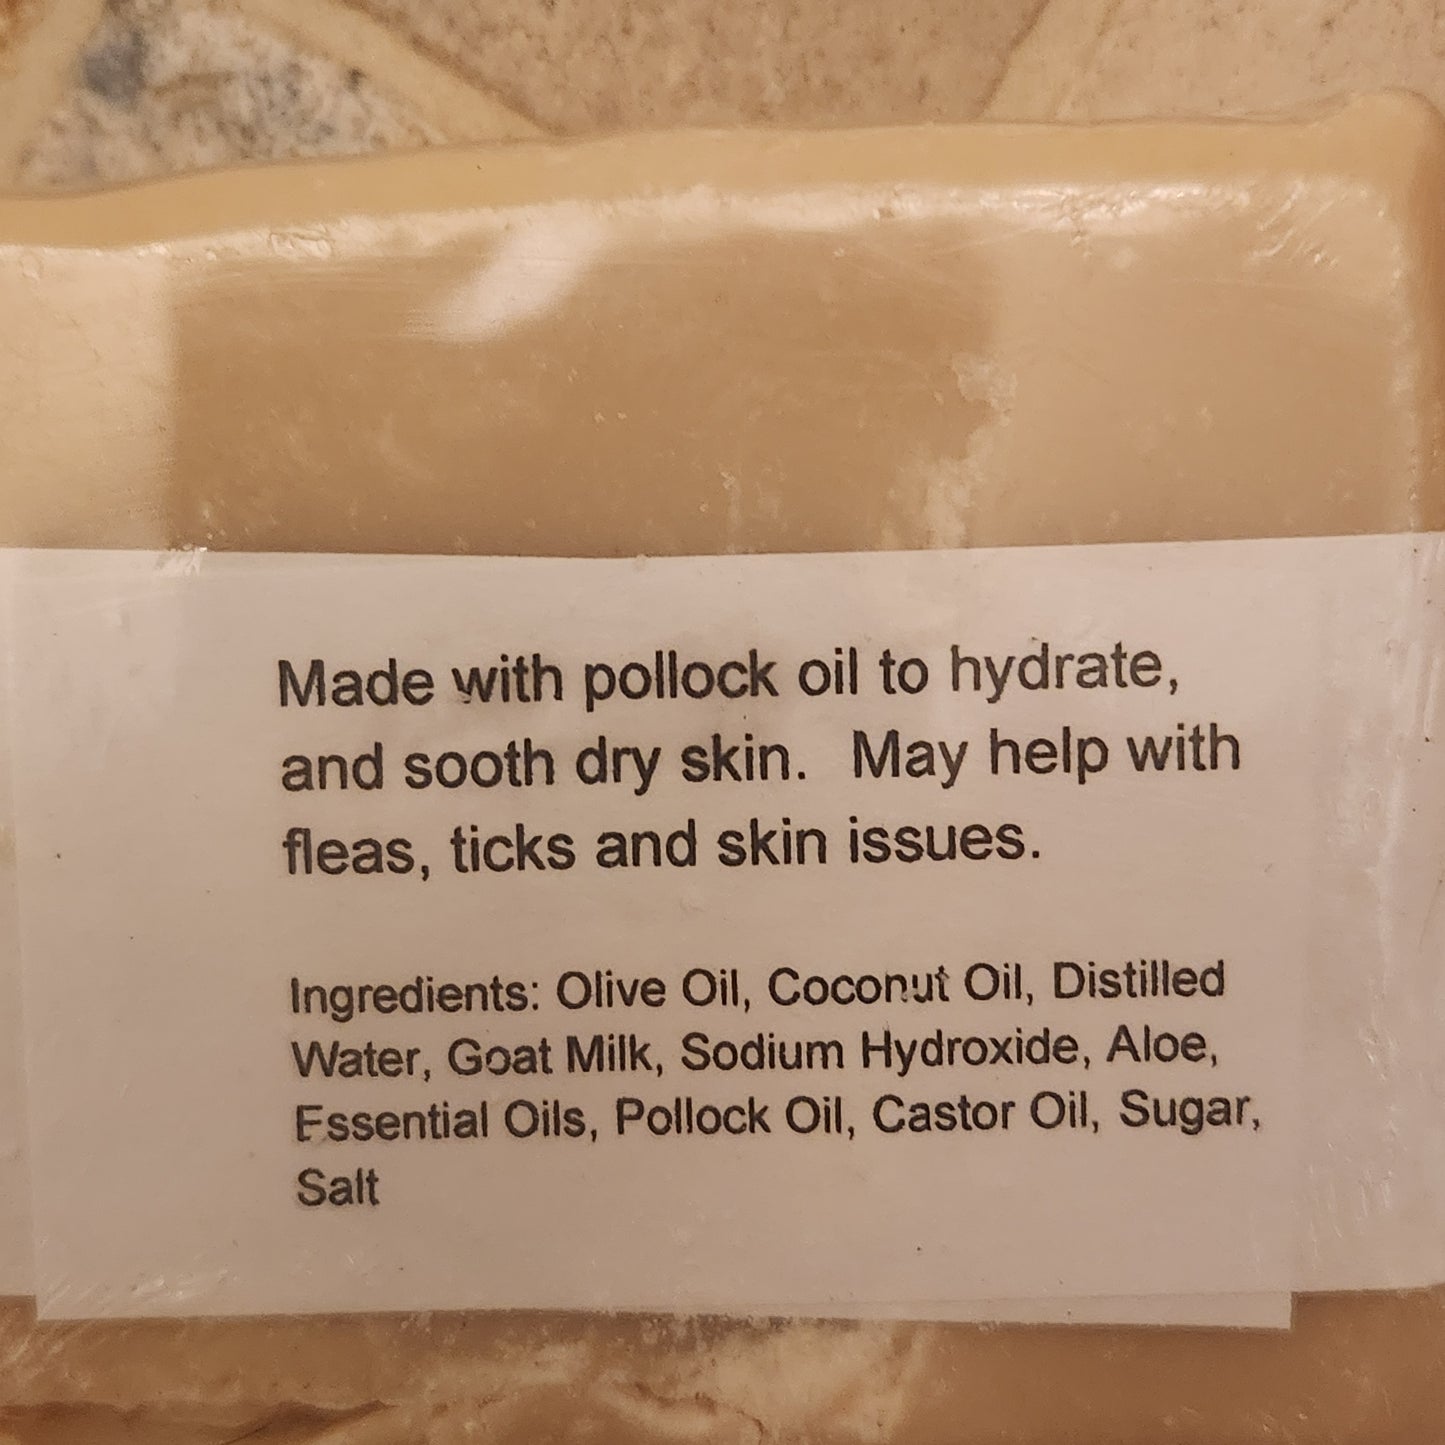 Made with pollock oil to hydrate,
and sooth dry skin.  May help with
fleas, ticks and skin issues.
Ingredients: Olive Oil, Coconut Oil, Distilled
Water, Goat Milk, Sodium Hydroxide, Aloe,
Essential Oils, Pollock Oil, Castor Oil, Sugar,
Salt